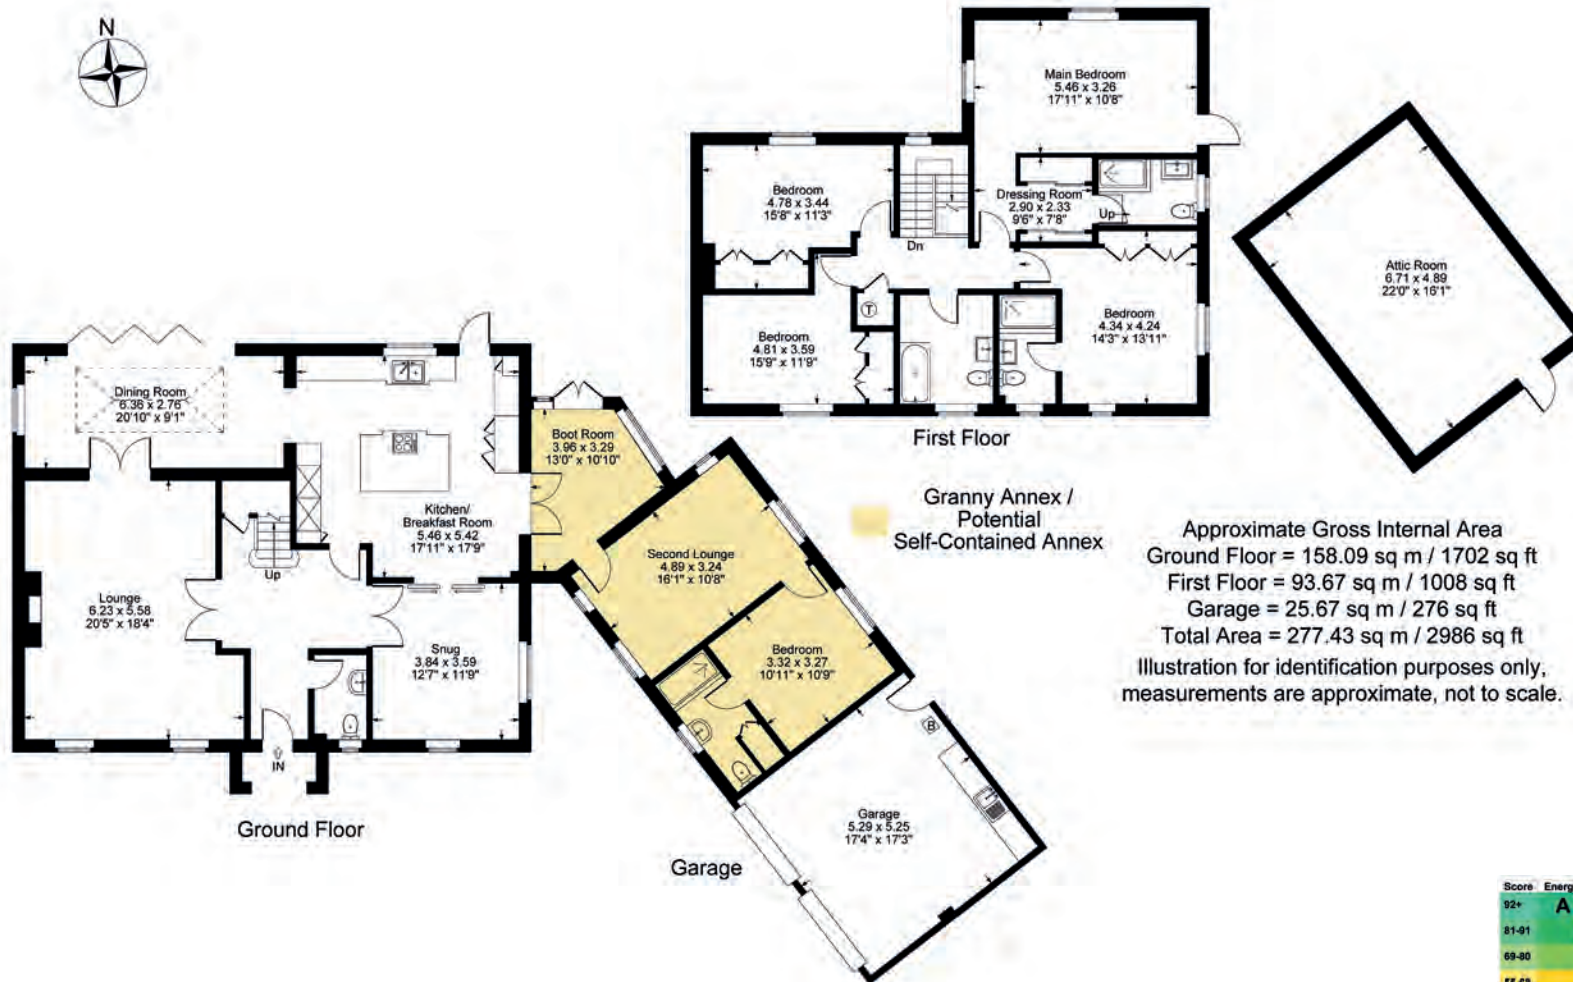 N
Main Bedroom
5.46 x 3.26
17'11" x 10'8"
Bedroom
4.78 x 3.44
15'8" x 11'3"
Dressing Room
2.90 x 2.33
9'6" x 7'8"
Up
Dn
T
Bedroom
4.81 x 3.59
15'9" x 11'9"
Bedroom
4.34 x 4.24
14'3" x 13'11"
First Floor
Attic Room
6.71 x 4.89
22'0" x 16'1"
Dining Room
6.36 x 2.76
20'10" x 9'1"
Kitchen/
Breakfast Room
5.46 x 5.42
17'11" x 17'9"
Boot Room
3.96 x 3.29
13'0" x 10'10"
Second Lounge
4.89 x 3.24
16'1" x 10'8"
Up
Lounge
6.23 x 5.58
20'5" x 18'4"
Snug
3.84 x 3.59
12'7" x 11'9"
Bedroom
3.32 x 3.27
10'11" x 10'9"
IN
B
Garage
5.29 x 5.25
17'4" x 17'3"
Ground Floor
Garage
Granny Annex /
Potential
Self-Contained Annex
Approximate Gross Internal Area
Ground Floor = 158.09 sq m / 1702 sq ft
First Floor = 93.67 sq m / 1008 sq ft
Garage = 25.67 sq m / 276 sq ft
Total Area = 277.43 sq m / 2986 sq ft
Illustration for identification purposes only,
measurements are approximate, not to scale.
Score Energ
92+ A
81-91
69-80